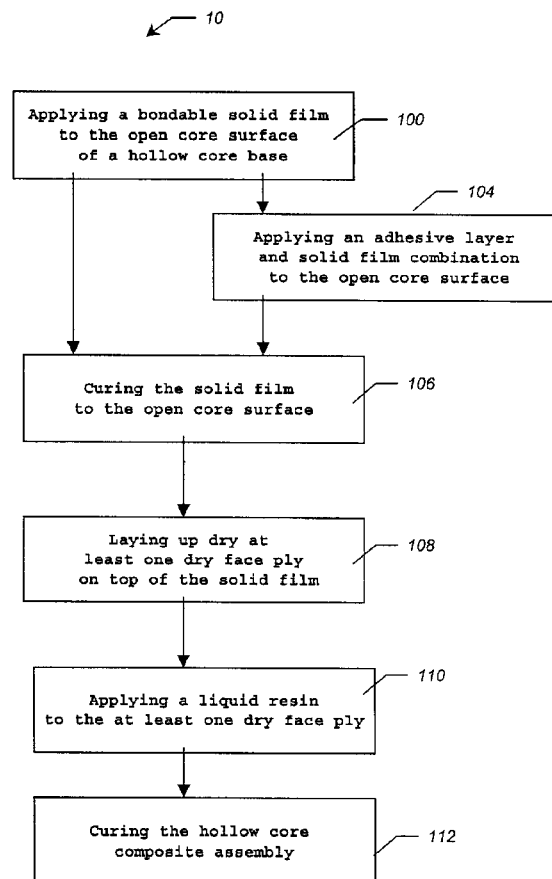 10
Applying a bondable solid film
to the open core surface
of a hollow core base
100
104
Applying an adhesive layer
and solid film combination
to the open core surface
Curing the solid film
to the open core surface
106
Laying up dry at
least one dry face ply
on top of the solid film
108
Applying a liquid resin
to the at least one dry face ply
110
Curing the hollow core
composite assembly
112